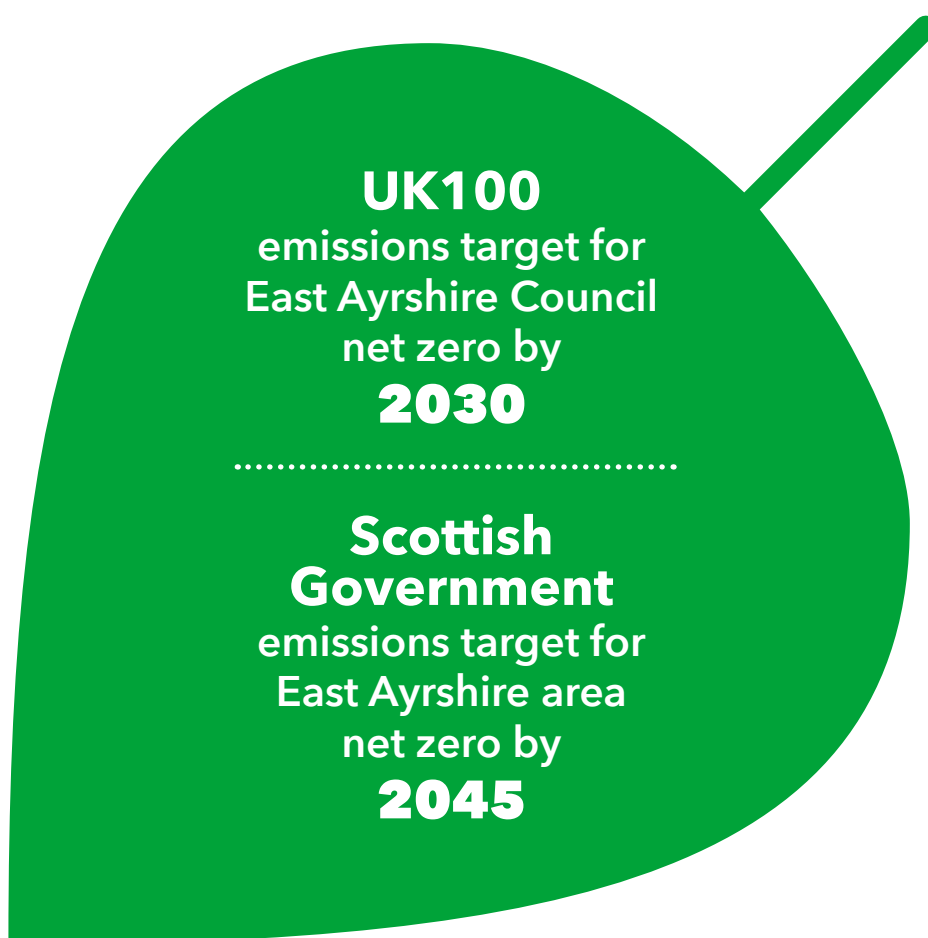 UK100
emissions target for
East Ayrshire Council
net zero by
2030
Scottish
Government
emissions target for
East Ayrshire area
net zero by
2045